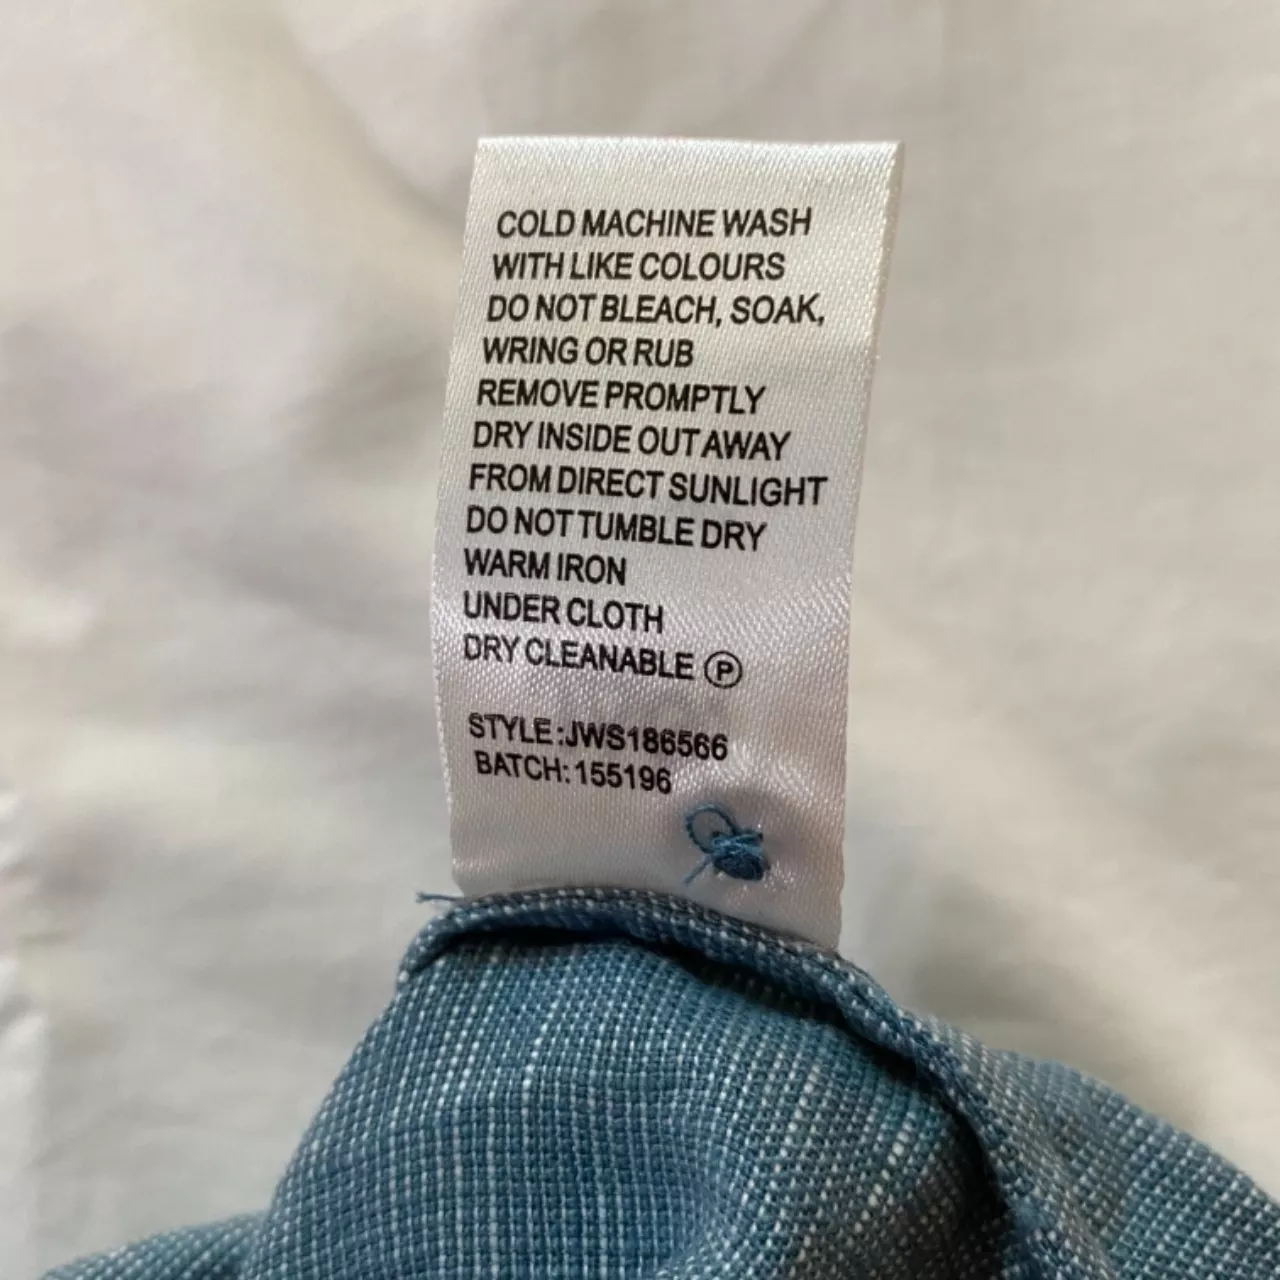 COLD MACHINE WASH
WITH LIKE COLOURS
DO NOT BLEACH, SOAK,
WRING OR RUB
REMOVE PROMPTLY
DRY INSIDE OUT AWAY
FROM DIRECT SUNLIGHT
DO NOT TUMBLE DRY
WARM IRON
UNDER CLOTH
DRY CLEANABLE Ⓟ
STYLE:JWS186566
BATCH:155196